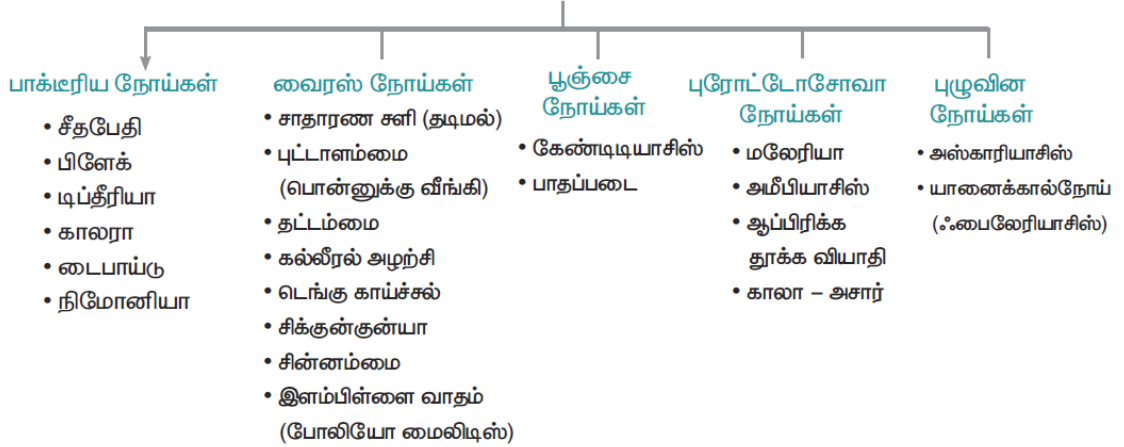 பாக்டீரிய நோய்கள்
• சீதபேதி
• பிளேக்
• டிப்தீரியா
• காலரா
• டைபாய்டு
• நிமோனியா
வைரஸ் நோய்கள்
• சாதாரண சளி (தடிமல்)
• புட்டாளம்மை
(பொன்னுக்கு வீங்கி)
• தட்டம்மை
• கல்லீரல் அழற்சி
• டெங்கு காய்ச்சல்
• சிக்குன்குன்யா
• சின்னம்மை
• இளம்பிள்ளை வாதம்
(போலியோ மைலிடிஸ்)
பூஞ்சை
நோய்கள்
• கேண்டிடியாசிஸ்
• பாதப்படை
புரோட்டோசோவா
நோய்கள்
• மலேரியா
• அமீபியாசிஸ்
• ஆப்பிரிக்க
தூக்க வியாதி
• காலா – அசார்
புழுவின
நோய்கள்
• அஸ்காரியாசிஸ்
• யானைக்கால்நோய்
(ஃபைலேரியாசிஸ்)